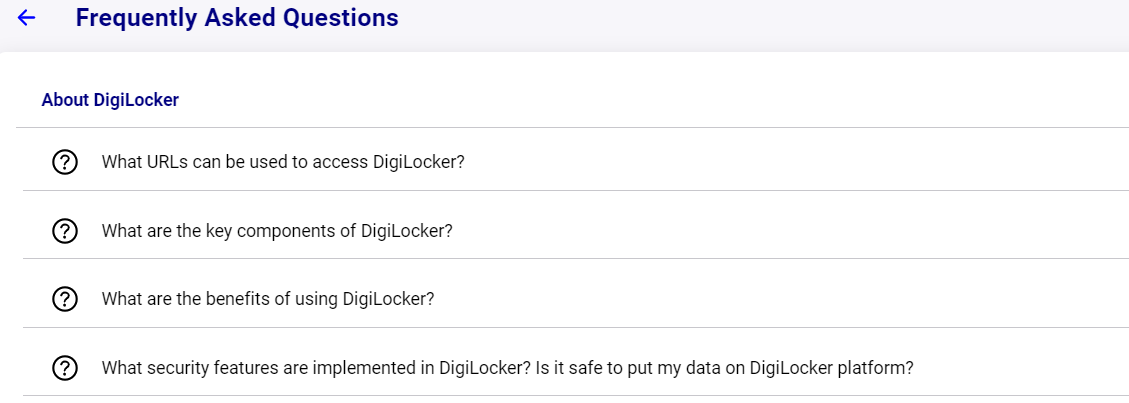 Frequently Asked Questions
About DigiLocker
What URLs can be used to access DigiLocker?
What are the key components of DigiLocker?
What are the benefits of using DigiLocker?
What security features are implemented in DigiLocker? Is it safe to put my data on DigiLocker platform?